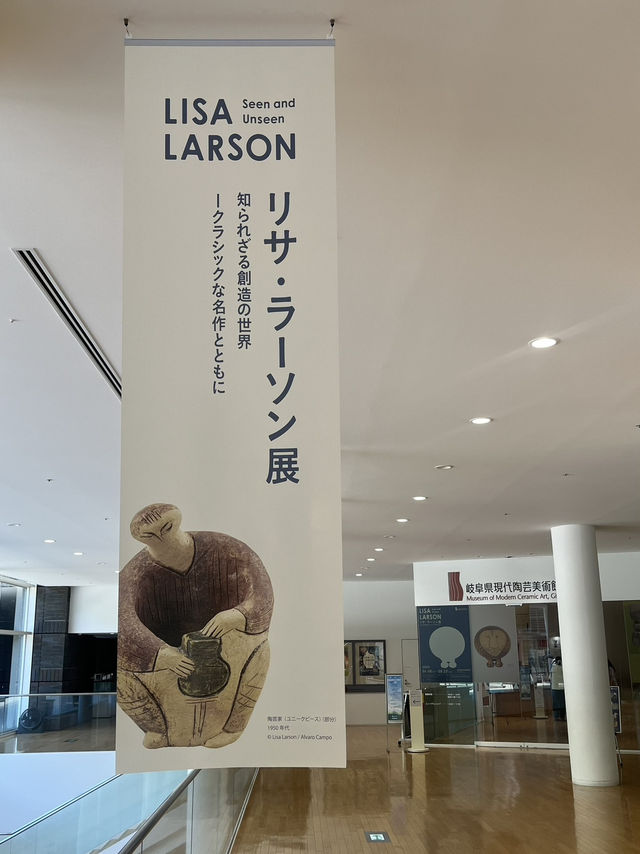 LISA
LARSON
Seen and
Unseen
リサ・ラーソン展
知られざる創造の世界
ークラシックな名作とともに
陶芸家（ユニークピース）（部分）
1950年代
© Lisa Larson / Alvaro Campo
岐阜県現代陶芸美術館
Museum of Modern Ceramic Art, G
LISA
LARSON